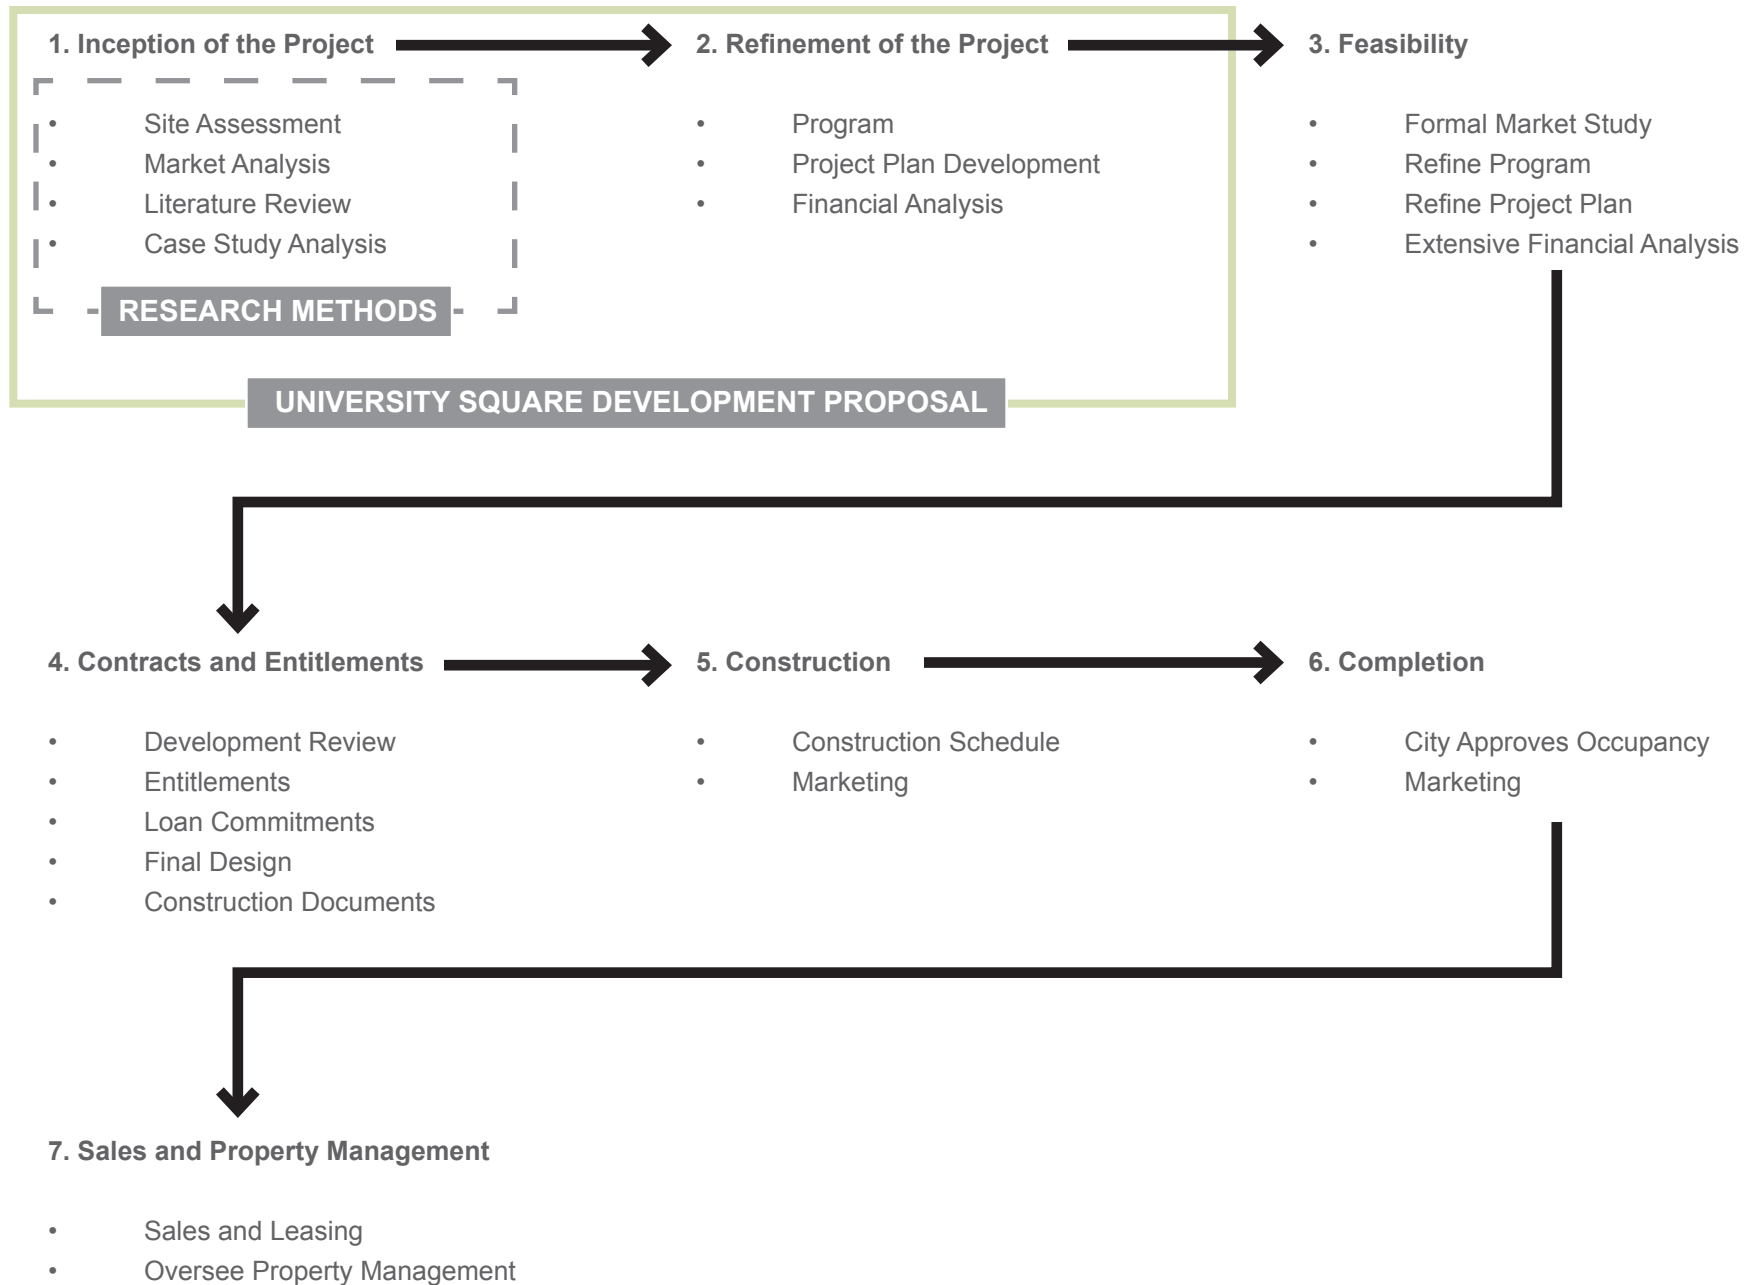 1. Inception of the Project
• Site Assessment
• Market Analysis
• Literature Review
• Case Study Analysis
RESEARCH METHODS
2. Refinement of the Project
• Program
• Project Plan Development
• Financial Analysis
UNIVERSITY SQUARE DEVELOPMENT PROPOSAL
3. Feasibility
• Formal Market Study
• Refine Program
• Refine Project Plan
• Extensive Financial Analysis
4. Contracts and Entitlements
• Development Review
• Entitlements
• Loan Commitments
• Final Design
• Construction Documents
5. Construction
• Construction Schedule
• Marketing
6. Completion
• City Approves Occupancy
• Marketing
7. Sales and Property Management
• Sales and Leasing
• Oversee Property Management